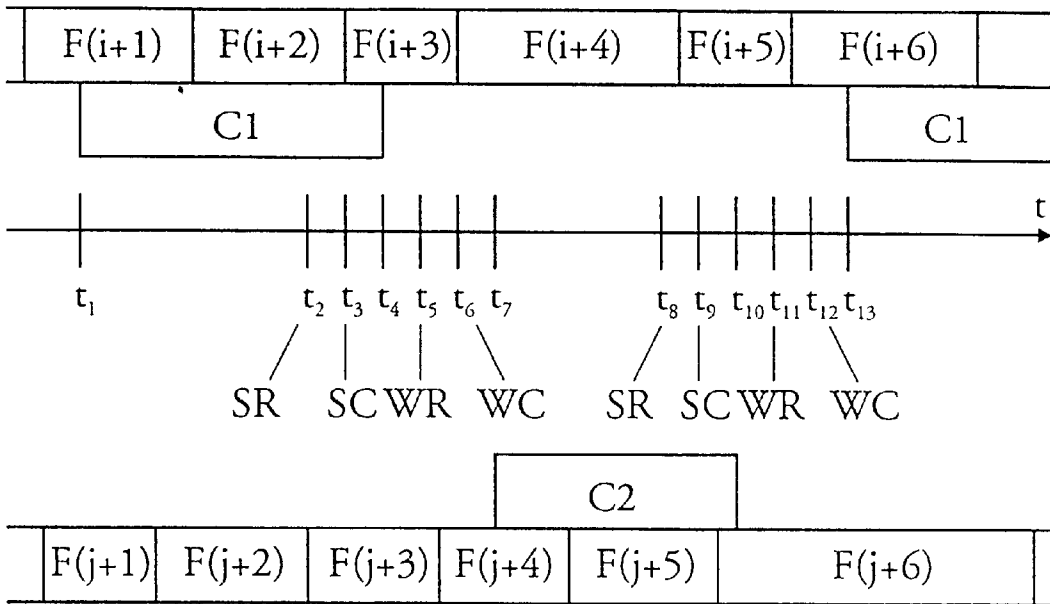 F(i+1) F(i+2) F(i+3) F(i+4) F(i+5) F(i+6)
C1 C1
t
t₁ t₂ t₃ t₄ t₅ t₆ t₇ t₈ t₉ t₁₀ t₁₁ t₁₂ t₁₃
SR SC WR WC SR SC WR WC
C2
F(j+1) F(j+2) F(j+3) F(j+4) F(j+5) F(j+6)